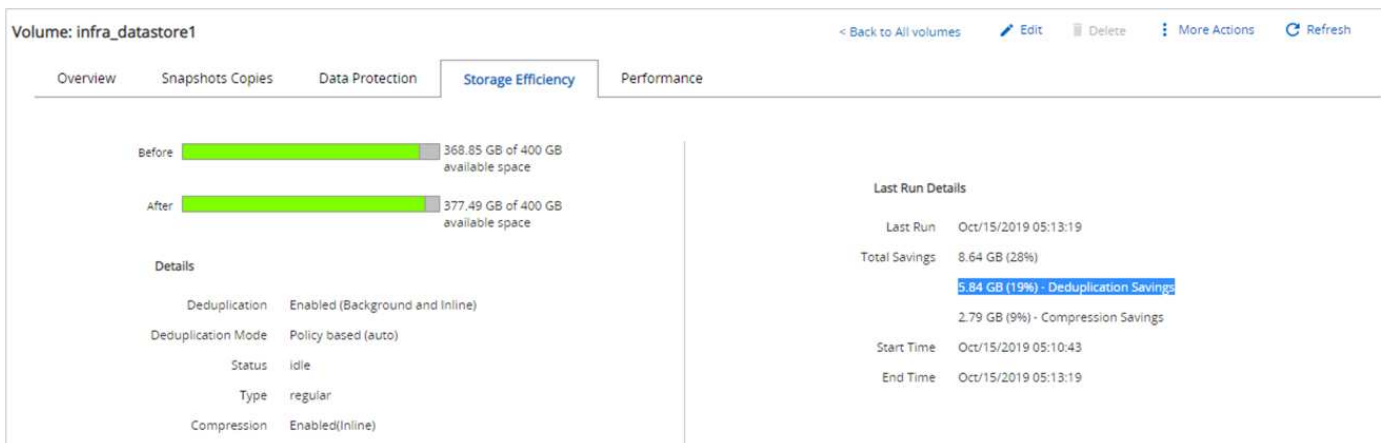 Volume: infra_datastore1
< Back to All volumes Edit Delete More Actions Refresh
Overview Snapshots Copies Data Protection Storage Efficiency Performance
Before 368.85 GB of 400 GB
available space
After 377.49 GB of 400 GB
available space
Details
Deduplication Enabled (Background and Inline)
Deduplication Mode Policy based (auto)
Status idle
Type regular
Compression Enabled(Inline)
Last Run Details
Last Run Oct/15/2019 05:13:19
Total Savings 8.64 GB (28%)
5.84 GB (19%) - Deduplication Savings
2.79 GB (9%) - Compression Savings
Start Time Oct/15/2019 05:10:43
End Time Oct/15/2019 05:13:19